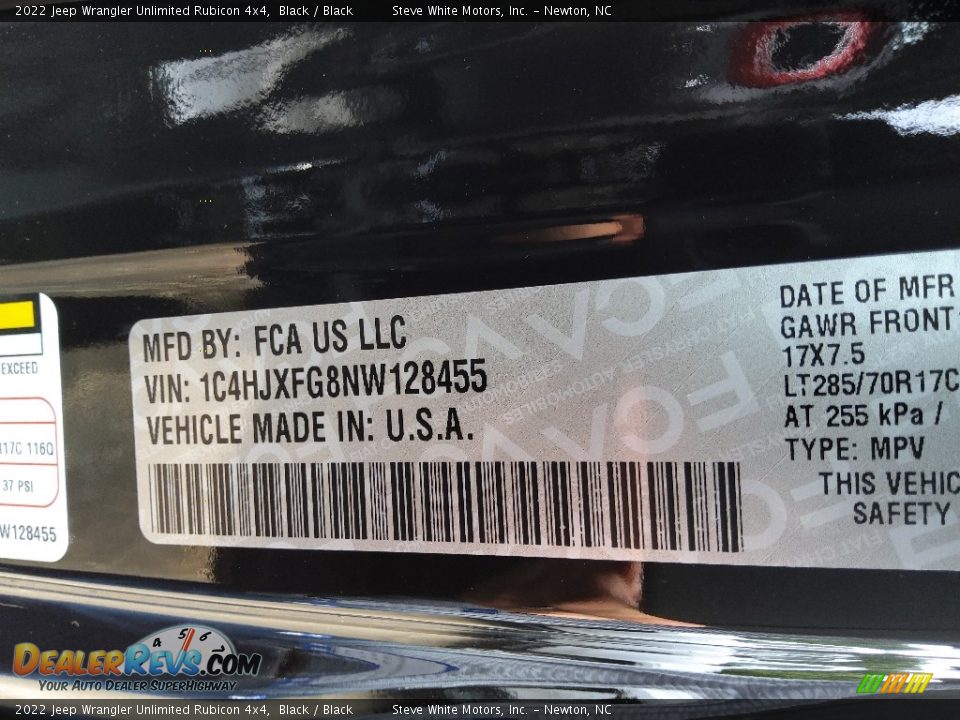 2022 Jeep Wrangler Unlimited Rubicon 4x4, Black / Black Steve White Motors, Inc. - Newton, NC
EXCEED
R17C 116Q
37 PSI
W128455
MFD BY: FCA US LLC
VIN: 1C4HJXFG8NW128455
VEHICLE MADE IN: U.S.A.
DATE OF MFR
GAWR FRONT
17X7.5
LT285/70R17C
AT 255 kPa /
TYPE: MPV
THIS VEHIC
SAFETY
4 5 6
DEALERREVS.COM
YOUR AUTO DEALER SUPERHIGHWAY
2022 Jeep Wrangler Unlimited Rubicon 4x4, Black / Black Steve White Motors, Inc. - Newton, NC